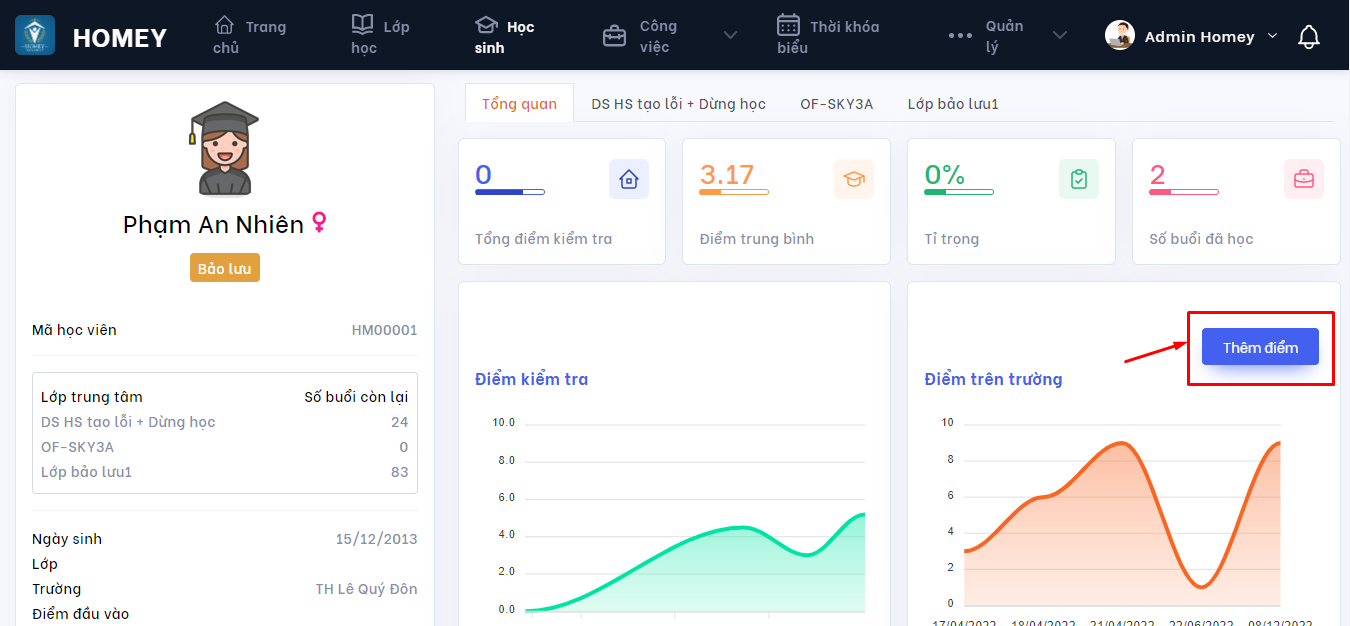 HOMEY
Trang chủ
Lớp học
Học sinh
Công việc
Thời khóa biểu
Quản lý
Admin Homey
Phạm An Nhiên
Bảo lưu
Mã học viên HM00001
Lớp trung tâm Số buổi còn lại
DS HS tạo lỗi + Dừng học 24
OF-SKY3A 0
Lớp bảo lưu1 83
Ngày sinh 15/12/2013
Lớp
Trường TH Lê Quý Đôn
Điểm đầu vào
Tổng quan DS HS tạo lỗi + Dừng học OF-SKY3A Lớp bảo lưu1
0
Tổng điểm kiểm tra
3.17
Điểm trung bình
0%
Tỉ trọng
2
Số buổi đã học
Điểm kiểm tra
10.0
8.0
6.0
4.0
2.0
0.0
Thêm điểm
Điểm trên trường
10
8
6
4
2
0
17/04/2022 18/04/2022 21/04/2022 22/06/2022 08/12/2022